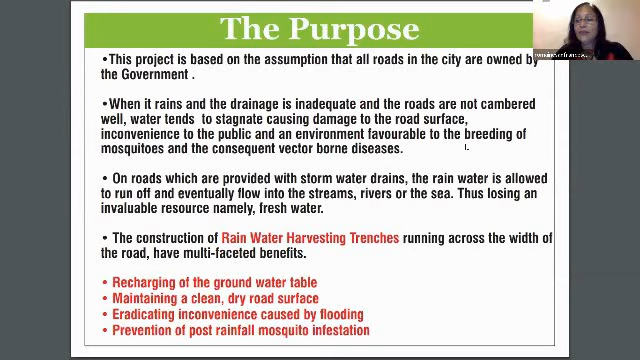 The Purpose
• This project is based on the assumption that all roads in the city are owned by
the Government .
• When it rains and the drainage is inadequate and the roads are not cambered
well, water tends to stagnate causing damage to the road surface,
inconvenience to the public and an environment favourable to the breeding of
mosquitoes and the consequent vector borne diseases.
• On roads which are provided with storm water drains, the rain water is allowed
to run off and eventually flow into the streams, rivers or the sea. Thus losing an
invaluable resource namely, fresh water.
• The construction of Rain Water Harvesting Trenches running across the width of
the road, have multi-faceted benefits.
• Recharging of the ground water table
• Maintaining a clean, dry road surface
• Eradicating inconvenience caused by flooding
• Prevention of post rainfall mosquito infestation